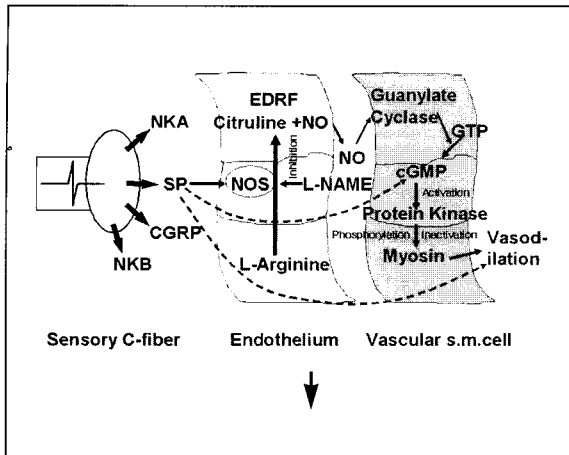 EDRF
Citruline +NO
Guanylate
Cyclase
NKA
GTP
NO
Inhibition
SP
NOS
L-NAME
cGMP
Activation
CGRP
Protein Kinase
Phosphorylation
Inactivation
NKB
L-Arginine
Myosin
Vasod-
ilation
Sensory C-fiber
Endothelium
Vascular s.m.cell